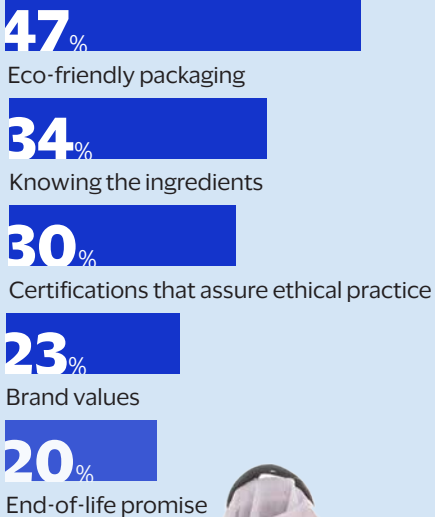 47%
Eco-friendly packaging
34%
Knowing the ingredients
30%
Certifications that assure ethical practice
23%
Brand values
20%
End-of-life promise